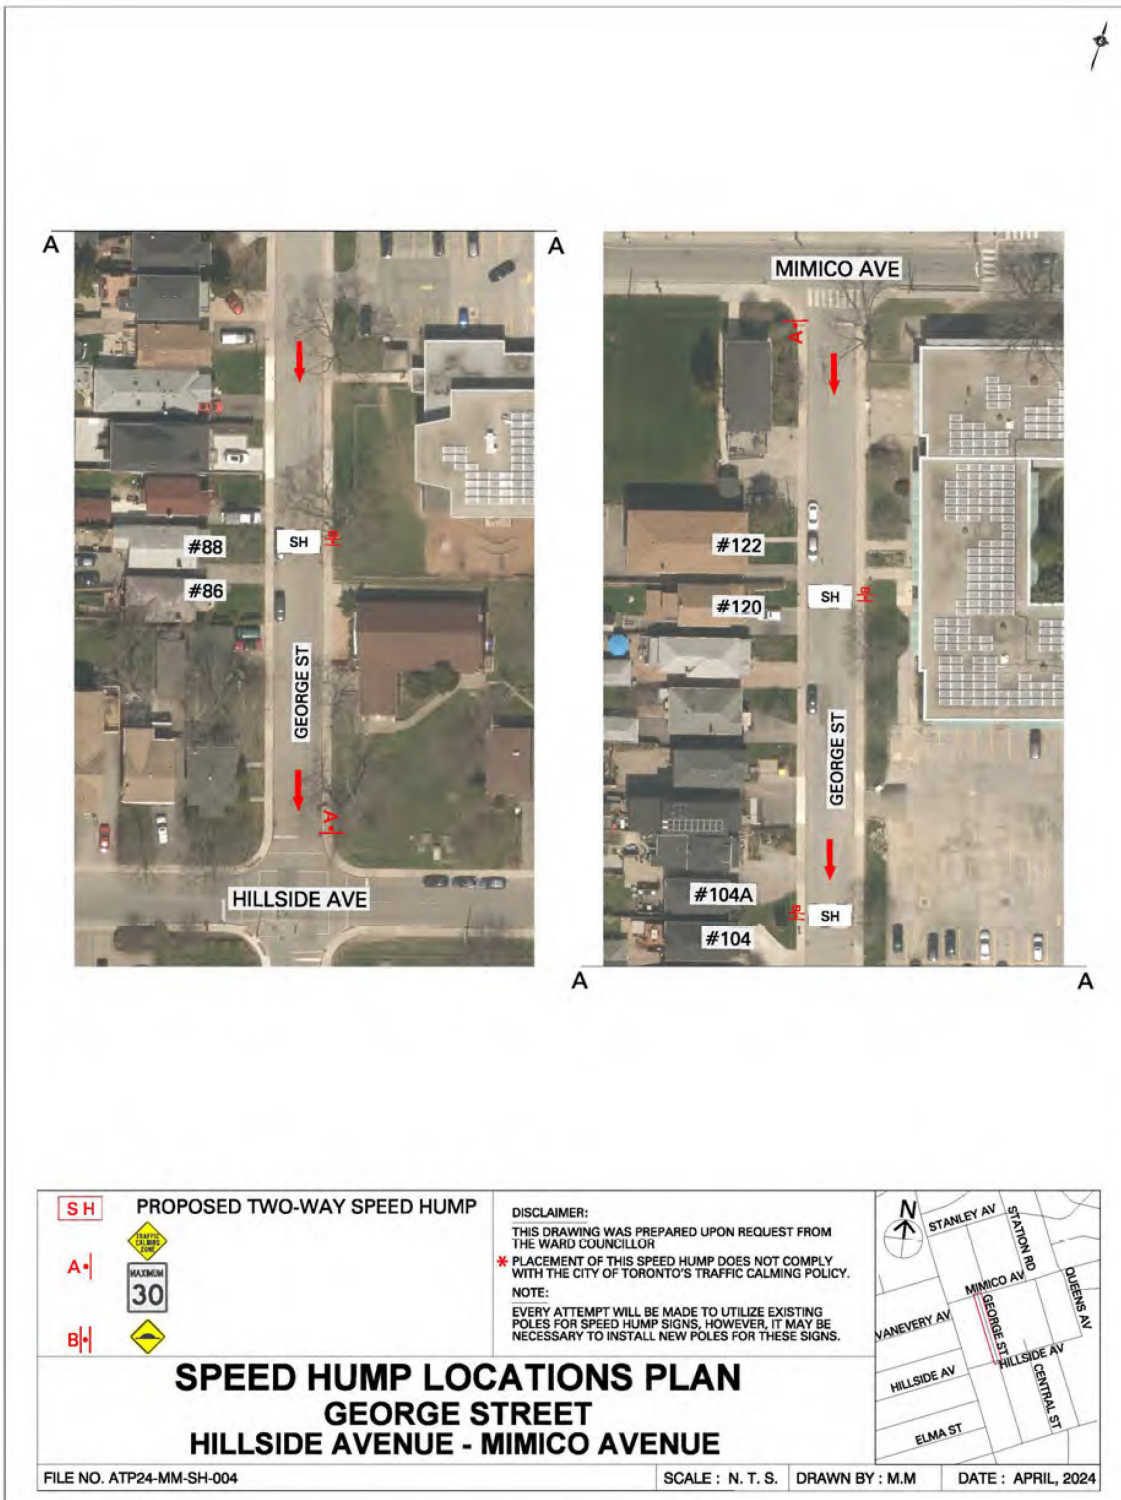 A
A
#88
#86
SH
B
GEORGE ST
A
HILLSIDE AVE
MIMICO AVE
A
#122
#120
SH
B
GEORGE ST
#104A
#104
B
SH
A
A
SH
PROPOSED TWO-WAY SPEED HUMP
TRAFFIC
CALMING
ZONE
A
MAXIMUM
30
B
DISCLAIMER:
THIS DRAWING WAS PREPARED UPON REQUEST FROM
THE WARD COUNCILLOR
* PLACEMENT OF THIS SPEED HUMP DOES NOT COMPLY
WITH THE CITY OF TORONTO'S TRAFFIC CALMING POLICY.
NOTE:
EVERY ATTEMPT WILL BE MADE TO UTILIZE EXISTING
POLES FOR SPEED HUMP SIGNS, HOWEVER, IT MAY BE
NECESSARY TO INSTALL NEW POLES FOR THESE SIGNS.
N
STANLEY AV
STATION RD
MIMICO AV
QUEENS AV
VANEVERY AV
GEORGE ST
HILLSIDE AV
HILLSIDE AV
CENTRAL ST
ELMA ST
SPEED HUMP LOCATIONS PLAN
GEORGE STREET
HILLSIDE AVENUE - MIMICO AVENUE
FILE NO. ATP24-MM-SH-004
SCALE : N. T. S.
DRAWN BY : M.M
DATE : APRIL, 2024